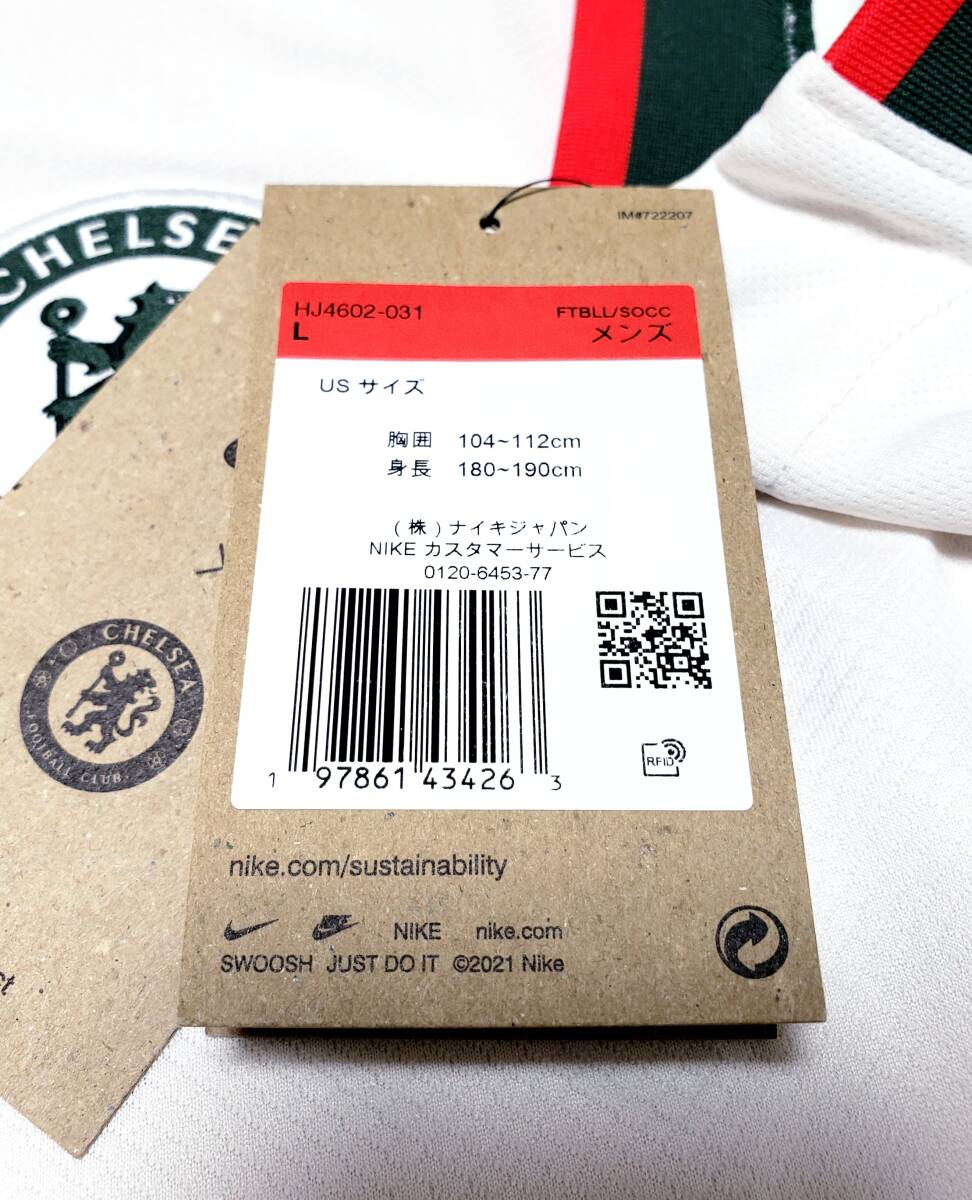 CHELSE
IM#722207
HJ4602-031
FTBLL/SOCC
L
メンズ
US サイズ
胸囲 104~112cm
身長 180~190cm
(株)ナイキジャパン
NIKE カスタマーサービス
0120-6453-77
1 97861 43426 3
RFID
CHELSEA
FOOTBALL CLUB
nike.com/sustainability
NIKE nike.com
SWOOSH JUST DO IT ©2021 Nike